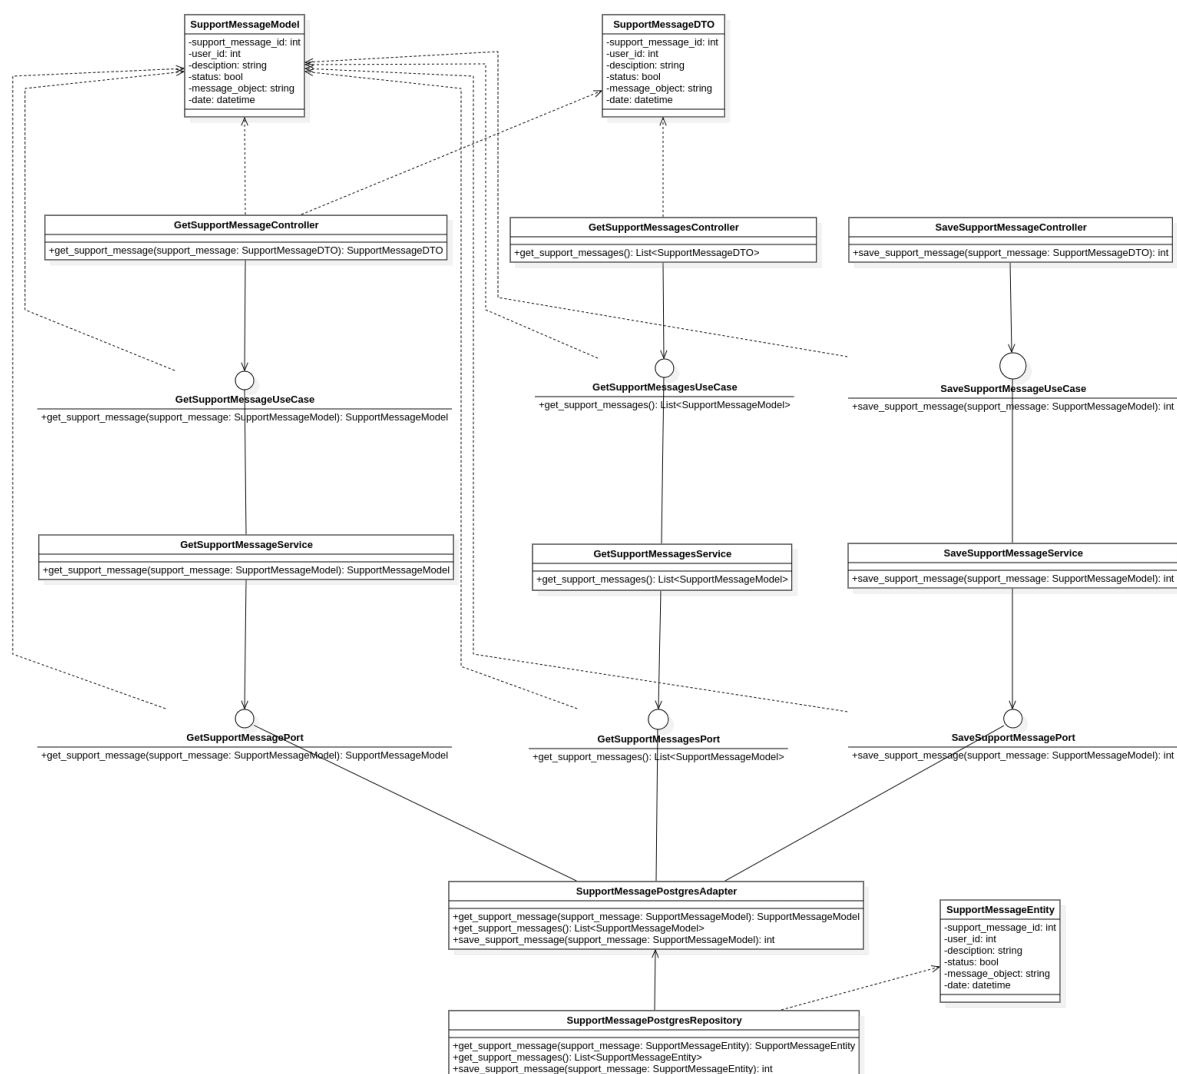 SupportMessageModel
-support_message_id: int
-user_id: int
-desciption: string
-status: bool
-message_object: string
-date: datetime
SupportMessageDTO
-support_message_id: int
-user_id: int
-desciption: string
-status: bool
-message_object: string
-date: datetime
GetSupportMessageController
+get_support_message(support_message: SupportMessageDTO): SupportMessageDTO
GetSupportMessagesController
+get_support_messages(): List<SupportMessageDTO>
SaveSupportMessageController
+save_support_message(support_message: SupportMessageDTO): int
GetSupportMessageUseCase
+get_support_message(support_message: SupportMessageModel): SupportMessageModel
GetSupportMessagesUseCase
+get_support_messages(): List<SupportMessageModel>
SaveSupportMessageUseCase
+save_support_message(support_message: SupportMessageModel): int
GetSupportMessageService
+get_support_message(support_message: SupportMessageModel): SupportMessageModel
GetSupportMessagesService
+get_support_messages(): List<SupportMessageModel>
SaveSupportMessageService
+save_support_message(support_message: SupportMessageModel): int
GetSupportMessagePort
+get_support_message(support_message: SupportMessageModel): SupportMessageModel
GetSupportMessagesPort
+get_support_messages(): List<SupportMessageModel>
SaveSupportMessagePort
+save_support_message(support_message: SupportMessageModel): int
SupportMessagePostgresAdapter
+get_support_message(support_message: SupportMessageModel): SupportMessageModel
+get_support_messages(): List<SupportMessageModel>
+save_support_message(support_message: SupportMessageModel): int
SupportMessageEntity
-support_message_id: int
-user_id: int
-desciption: string
-status: bool
-message_object: string
-date: datetime
SupportMessagePostgresRepository
+get_support_message(support_message: SupportMessageEntity): SupportMessageEntity
+get_support_messages(): List<SupportMessageEntity>
+save_support_message(support_message: SupportMessageEntity): int